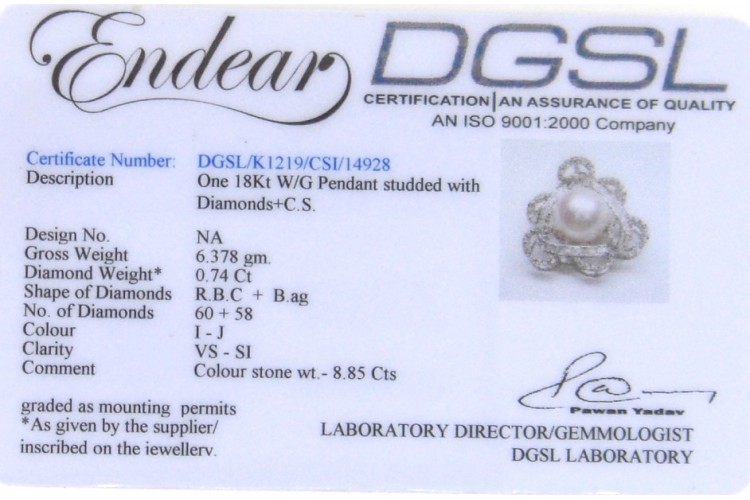 Endear
DGSL
CERTIFICATION | AN ASSURANCE OF QUALITY
AN ISO 9001:2000 Company
Certificate Number: DGSL/K1219/CSI/14928
Description One 18Kt W/G Pendant studded with
Diamonds+C.S.
Design No. NA
Gross Weight 6.378 gm.
Diamond Weight* 0.74 Ct
Shape of Diamonds R.B.C + B.ag
No. of Diamonds 60 + 58
Colour I - J
Clarity VS - SI
Comment Colour stone wt.- 8.85 Cts
graded as mounting permits
*As given by the supplier/
inscribed on the jewellery.
Pawan Yadav
LABORATORY DIRECTOR/GEMMOLOGIST
DGSL LABORATORY